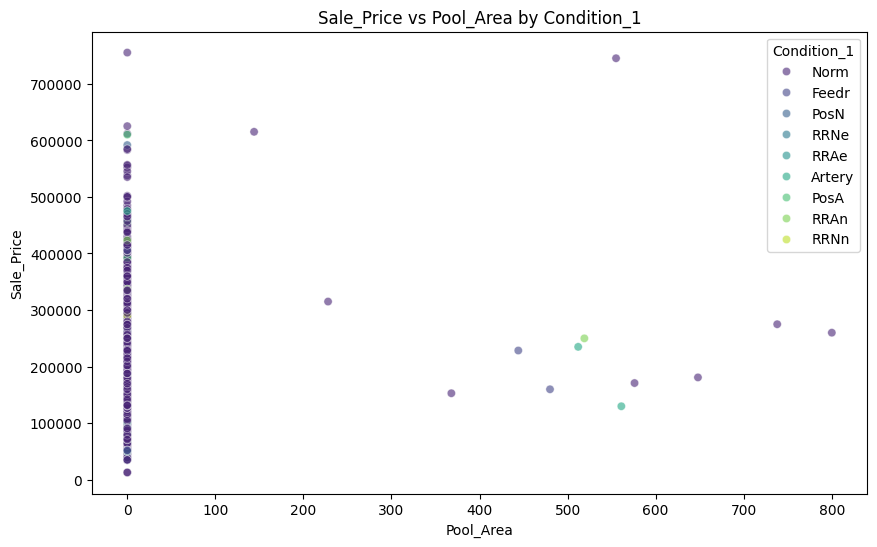 Sale_Price vs Pool_Area by Condition_1
Condition_1
Norm
Feedr
PosN
RRNe
RRAe
Artery
PosA
RRAn
RRNn
Sale_Price
700000
600000
500000
400000
300000
200000
100000
0
0 100 200 300 400 500 600 700 800
Pool_Area